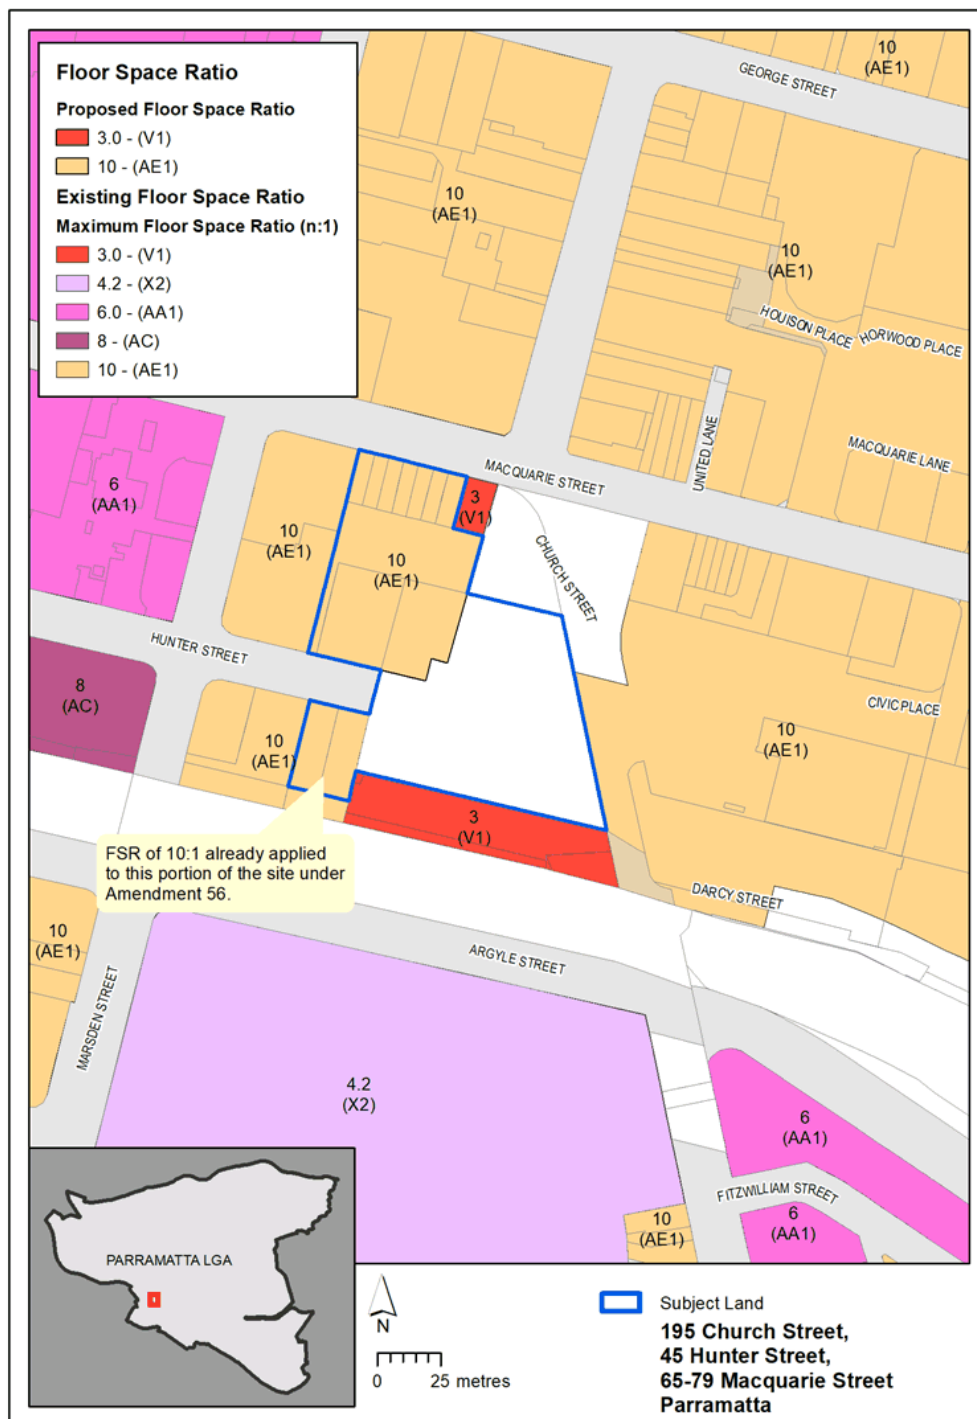 Floor Space Ratio
Proposed Floor Space Ratio
3.0 - (V1)
10 - (AE1)
Existing Floor Space Ratio
Maximum Floor Space Ratio (n:1)
3.0 - (V1)
4.2 - (X2)
6.0 - (AA1)
8 - (AC)
10 - (AE1)
10
(AE1)
GEORGE STREET
10
(AE1)
10
(AE1)
HOUISON PLACE
HORWOOD PLACE
UNITED LANE
MACQUARIE LANE
MACQUARIE STREET
6
(AA1)
10
(AE1)
10
(AE1)
3
(V1)
CHURCH STREET
HUNTER STREET
8
(AC)
10
(AE1)
CIVIC PLACE
10
(AE1)
3
(V1)
FSR of 10:1 already applied
to this portion of the site under
Amendment 56.
DARCY STREET
10
(AE1)
ARGYLE STREET
MARSDEN STREET
4.2
(X2)
6
(AA1)
FITZWILLIAM STREET
6
(AA1)
10
(AE1)
PARRAMATTA LGA
N
0 25 metres
Subject Land
195 Church Street,
45 Hunter Street,
65-79 Macquarie Street
Parramatta